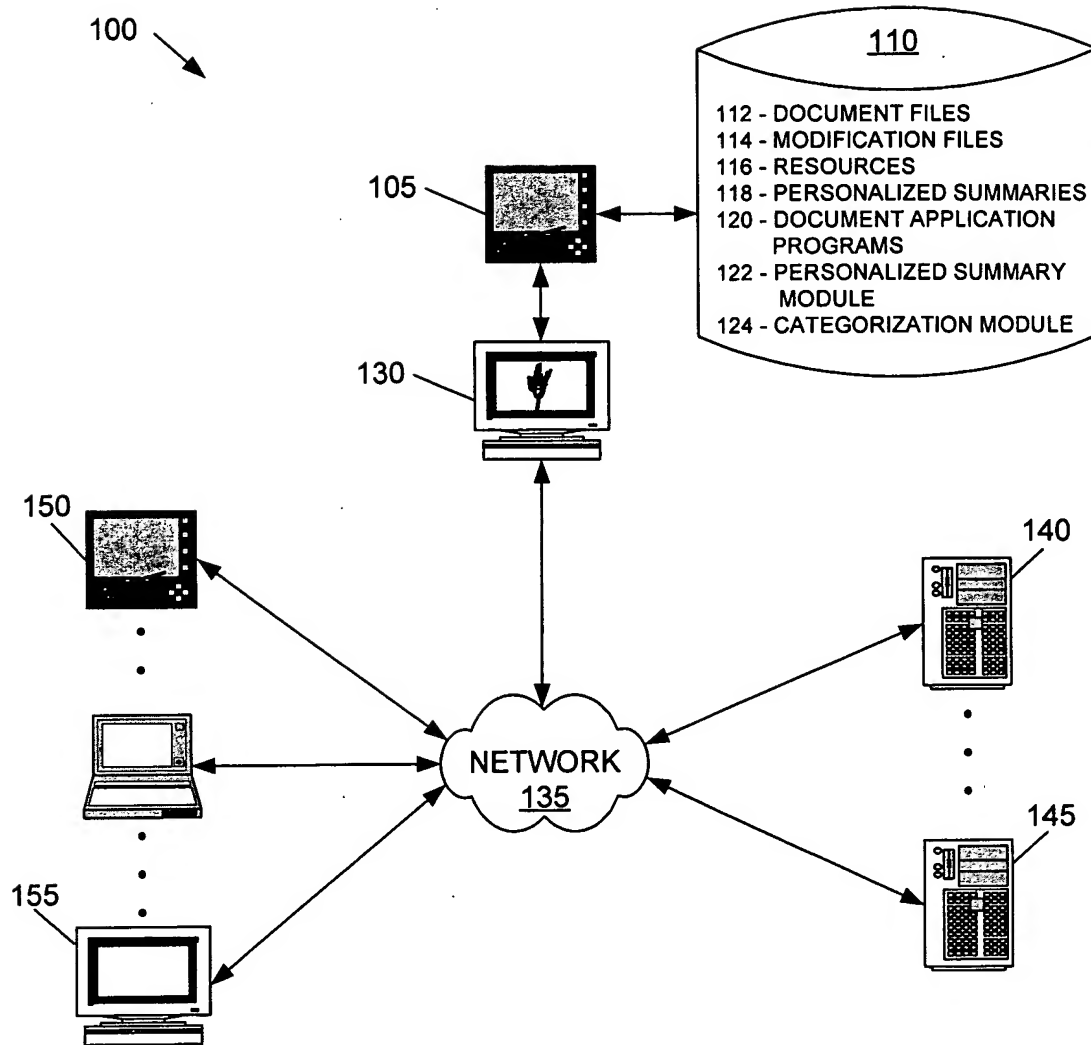 100
110
112 - DOCUMENT FILES
114 - MODIFICATION FILES
116 - RESOURCES
118 - PERSONALIZED SUMMARIES
120 - DOCUMENT APPLICATION
PROGRAMS
122 - PERSONALIZED SUMMARY
MODULE
124 - CATEGORIZATION MODULE
105
130
150
140
NETWORK
135
145
155